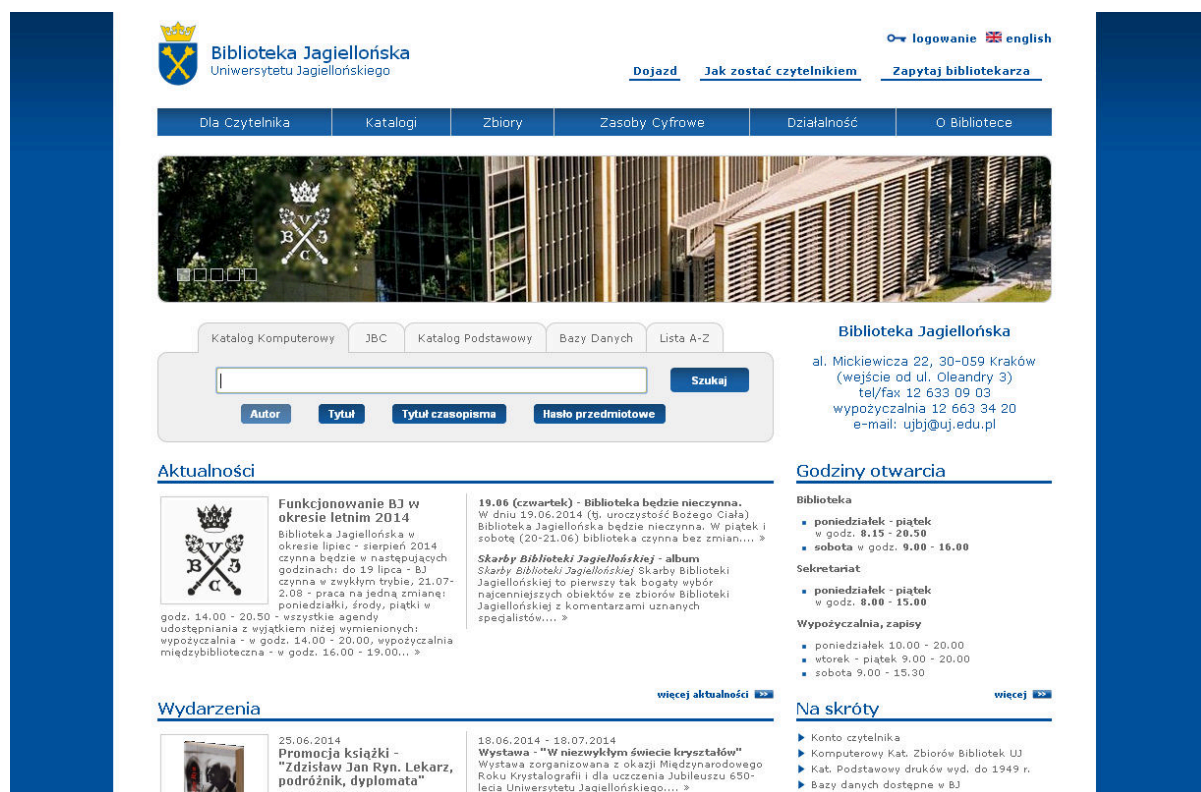 Biblioteka Jagiellońska
Uniwersytetu Jagiellońskiego
logowanie english
Dojazd Jak zostać czytelnikiem Zapytaj bibliotekarza
Dla Czytelnika Katalogi Zbiory Zasoby Cyfrowe Działalność O Bibliotece
B V J C
Katalog Komputerowy JBC Katalog Podstawowy Bazy Danych Lista A-Z
Szukaj
Autor Tytuł Tytuł czasopisma Hasło przedmiotowe
Biblioteka Jagiellońska
al. Mickiewicza 22, 30-059 Kraków
(wejście od ul. Oleandry 3)
tel/fax 12 633 09 03
wypożyczalnia 12 663 34 20
e-mail: ujbj@uj.edu.pl
Aktualności
B V J C
Funkcjonowanie BJ w
okresie letnim 2014
Biblioteka Jagiellońska w
okresie lipiec - sierpień 2014
czynna będzie w następujących
godzinach: do 19 lipca - BJ
czynna w zwykłym trybie, 21.07-
2.08 - praca na jedną zmianę:
poniedziałki, środy, piątki w
godz. 14.00 - 20.50 - wszystkie agendy
udostępniania z wyjątkiem niżej wymienionych:
wypożyczalnia - w godz. 14.00 - 20.00, wypożyczalnia
międzybiblioteczna - w godz. 16.00 - 19.00... »
19.06 (czwartek) - Biblioteka będzie nieczynna.
W dniu 19.06.2014 (tj. uroczystość Bożego Ciała)
Biblioteka Jagiellońska będzie nieczynna. W piątek i
sobotę (20-21.06) biblioteka czynna bez zmian.... »
Skarby Biblioteki Jagiellońskiej - album
Skarby Biblioteki Jagiellońskiej Skarby Biblioteki
Jagiellońskiej to pierwszy tak bogaty wybór
najcenniejszych obiektów ze zbiorów Biblioteki
Jagiellońskiej z komentarzami uznanych
specjalistów.... »
więcej aktualności
Godziny otwarcia
Biblioteka
poniedziałek - piątek
w godz. 8.15 - 20.50
sobota w godz. 9.00 - 16.00
Sekretariat
poniedziałek - piątek
w godz. 8.00 - 15.00
Wypożyczalnia, zapisy
poniedziałek 10.00 - 20.00
wtorek - piątek 9.00 - 20.00
sobota 9.00 - 15.30
więcej
Wydarzenia
25.06.2014
Promocja książki -
"Zdzisław Jan Ryn. Lekarz,
podróżnik, dyplomata"
18.06.2014 - 18.07.2014
Wystawa - "W niezwykłym świecie kryształów"
Wystawa zorganizowana z okazji Międzynarodowego
Roku Krystalografii i dla uczczenia Jubileuszu 650-
lecia Uniwersytetu Jagiellońskiego.... »
Na skróty
Konto czytelnika
Komputerowy Kat. Zbiorów Bibliotek UJ
Kat. Podstawowy druków wyd. do 1949 r.
Bazy danych dostępne w BJ